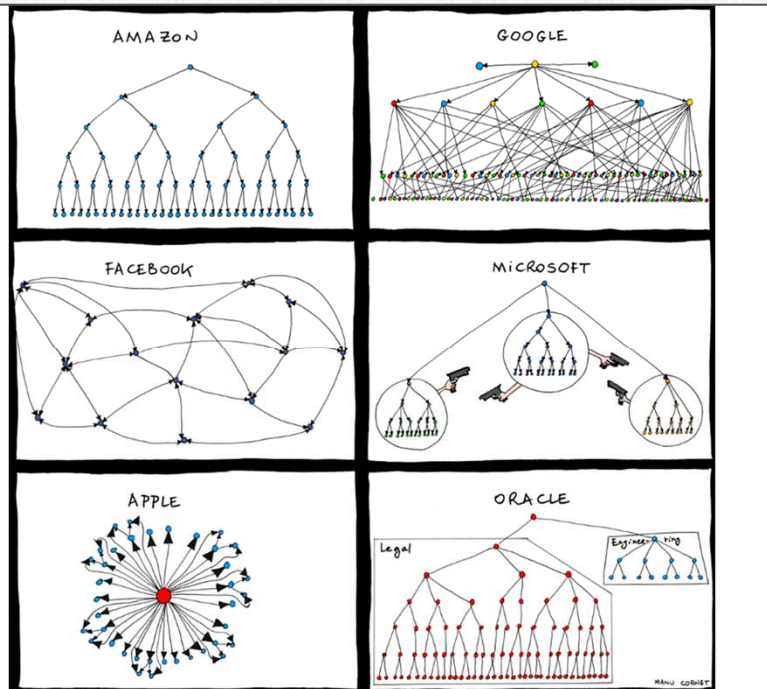 AMAZON
GOOGLE
FACEBOOK
MICROSOFT
APPLE
ORACLE
Legal
Engineering
MANU CORNET